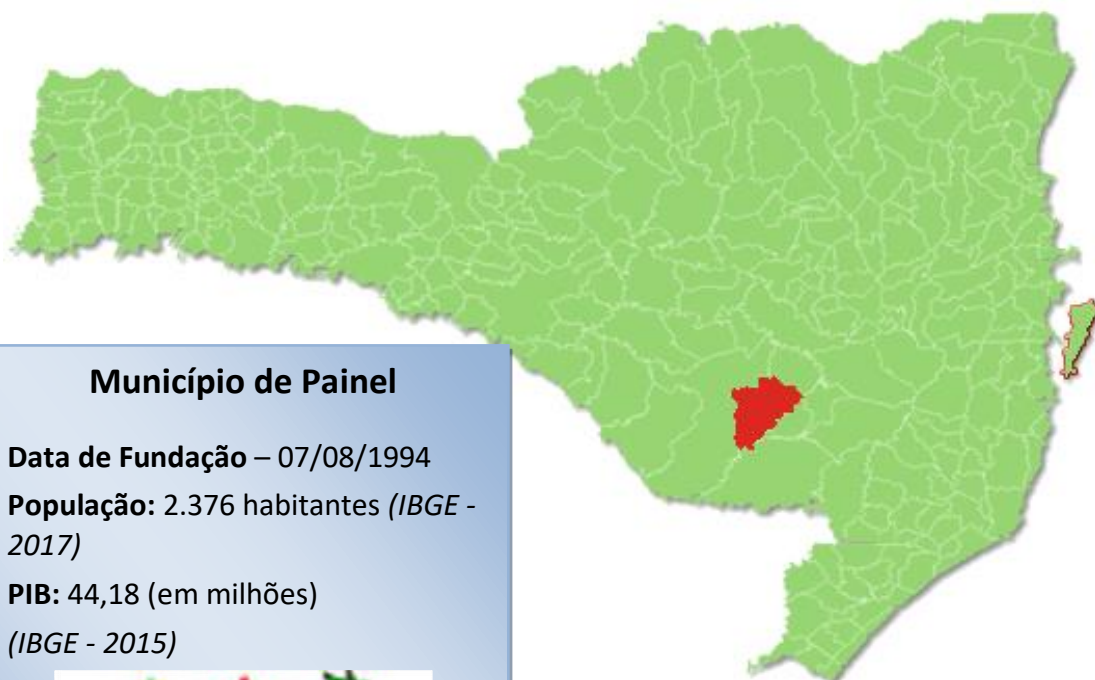 Município de Painel
Data de Fundação – 07/08/1994
População: 2.376 habitantes (IBGE -
2017)
PIB: 44,18 (em milhões)
(IBGE - 2015)